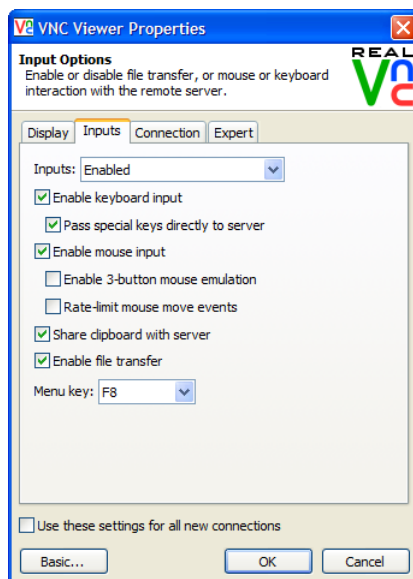 VNC Viewer Properties
Input Options
Enable or disable file transfer, or mouse or keyboard
interaction with the remote server.
REAL
VNC
Display Inputs Connection Expert
Inputs: Enabled
Enable keyboard input
Pass special keys directly to server
Enable mouse input
Enable 3-button mouse emulation
Rate-limit mouse move events
Share clipboard with server
Enable file transfer
Menu key: F8
Use these settings for all new connections
Basic... OK Cancel